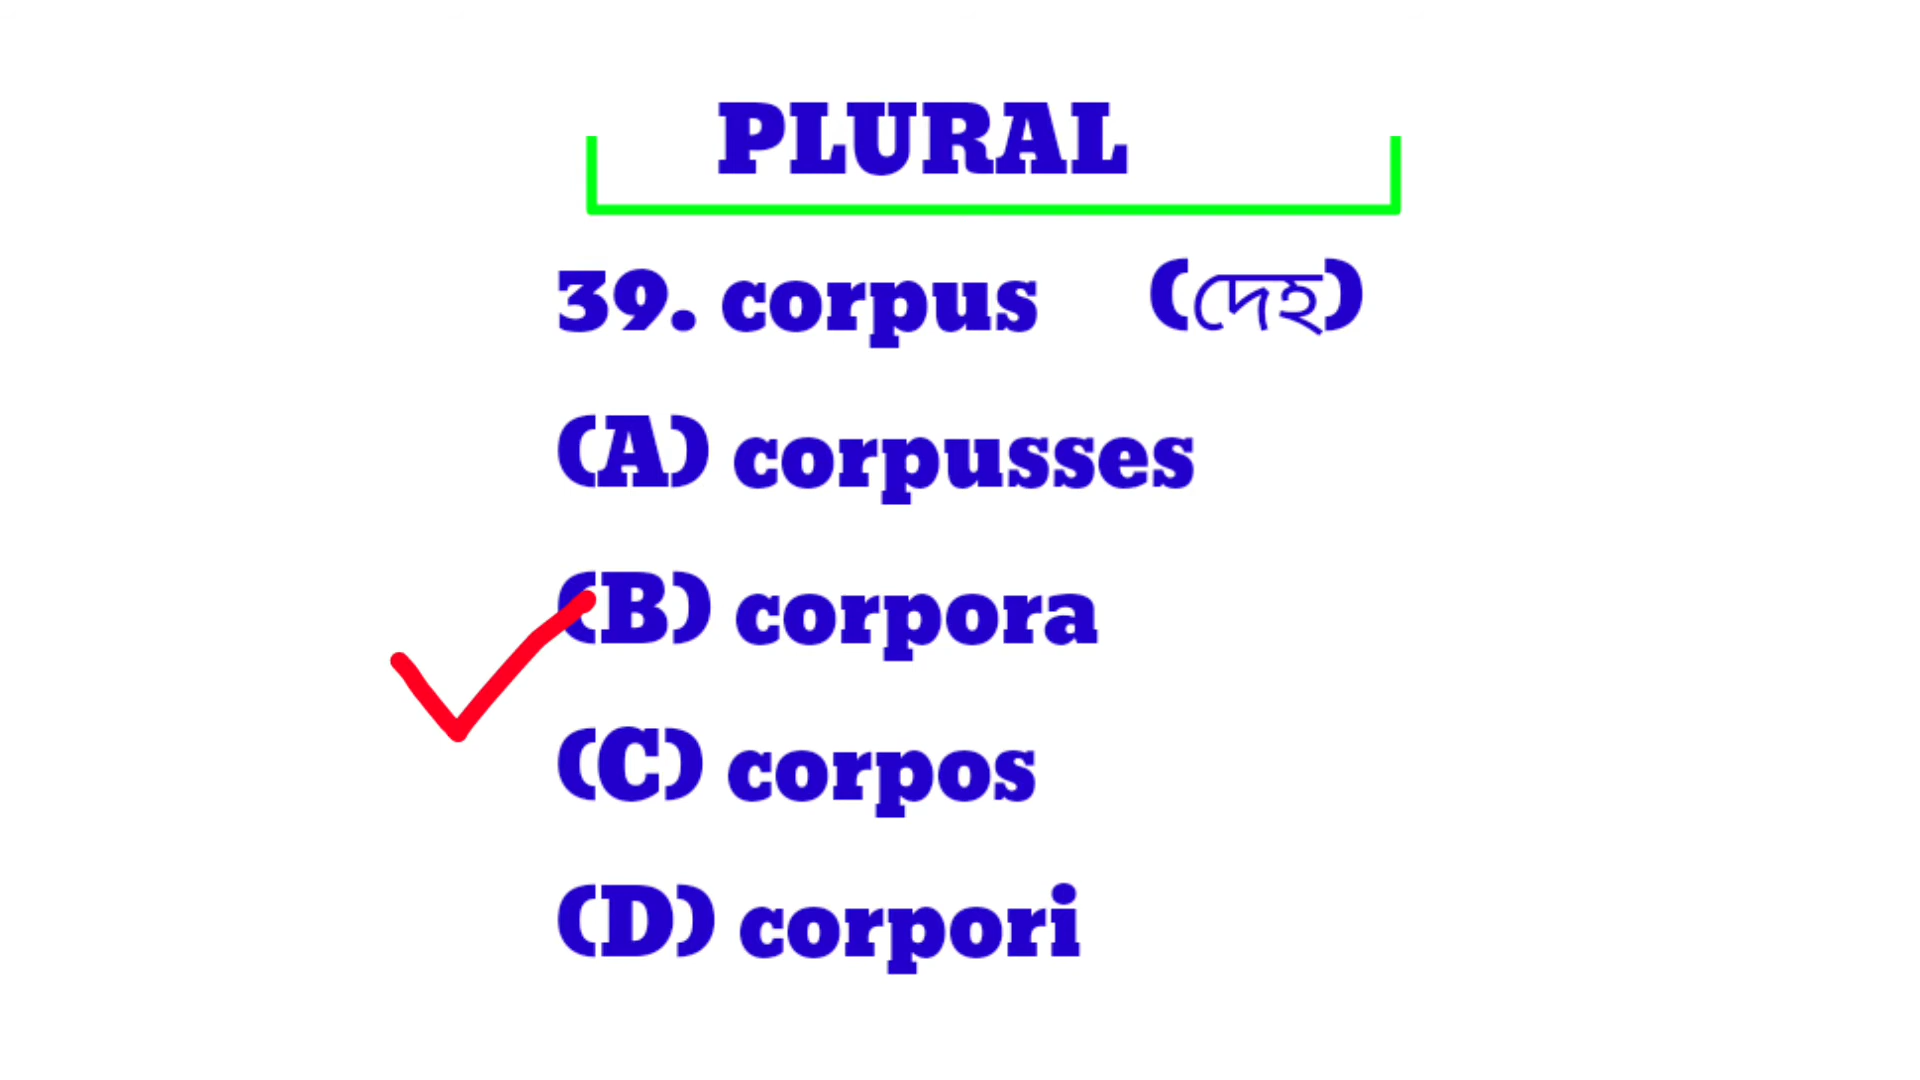 PLURAL
39. corpus (দেহ)
(A) corpusses
(B) corpora
(C) corpos
(D) corpori